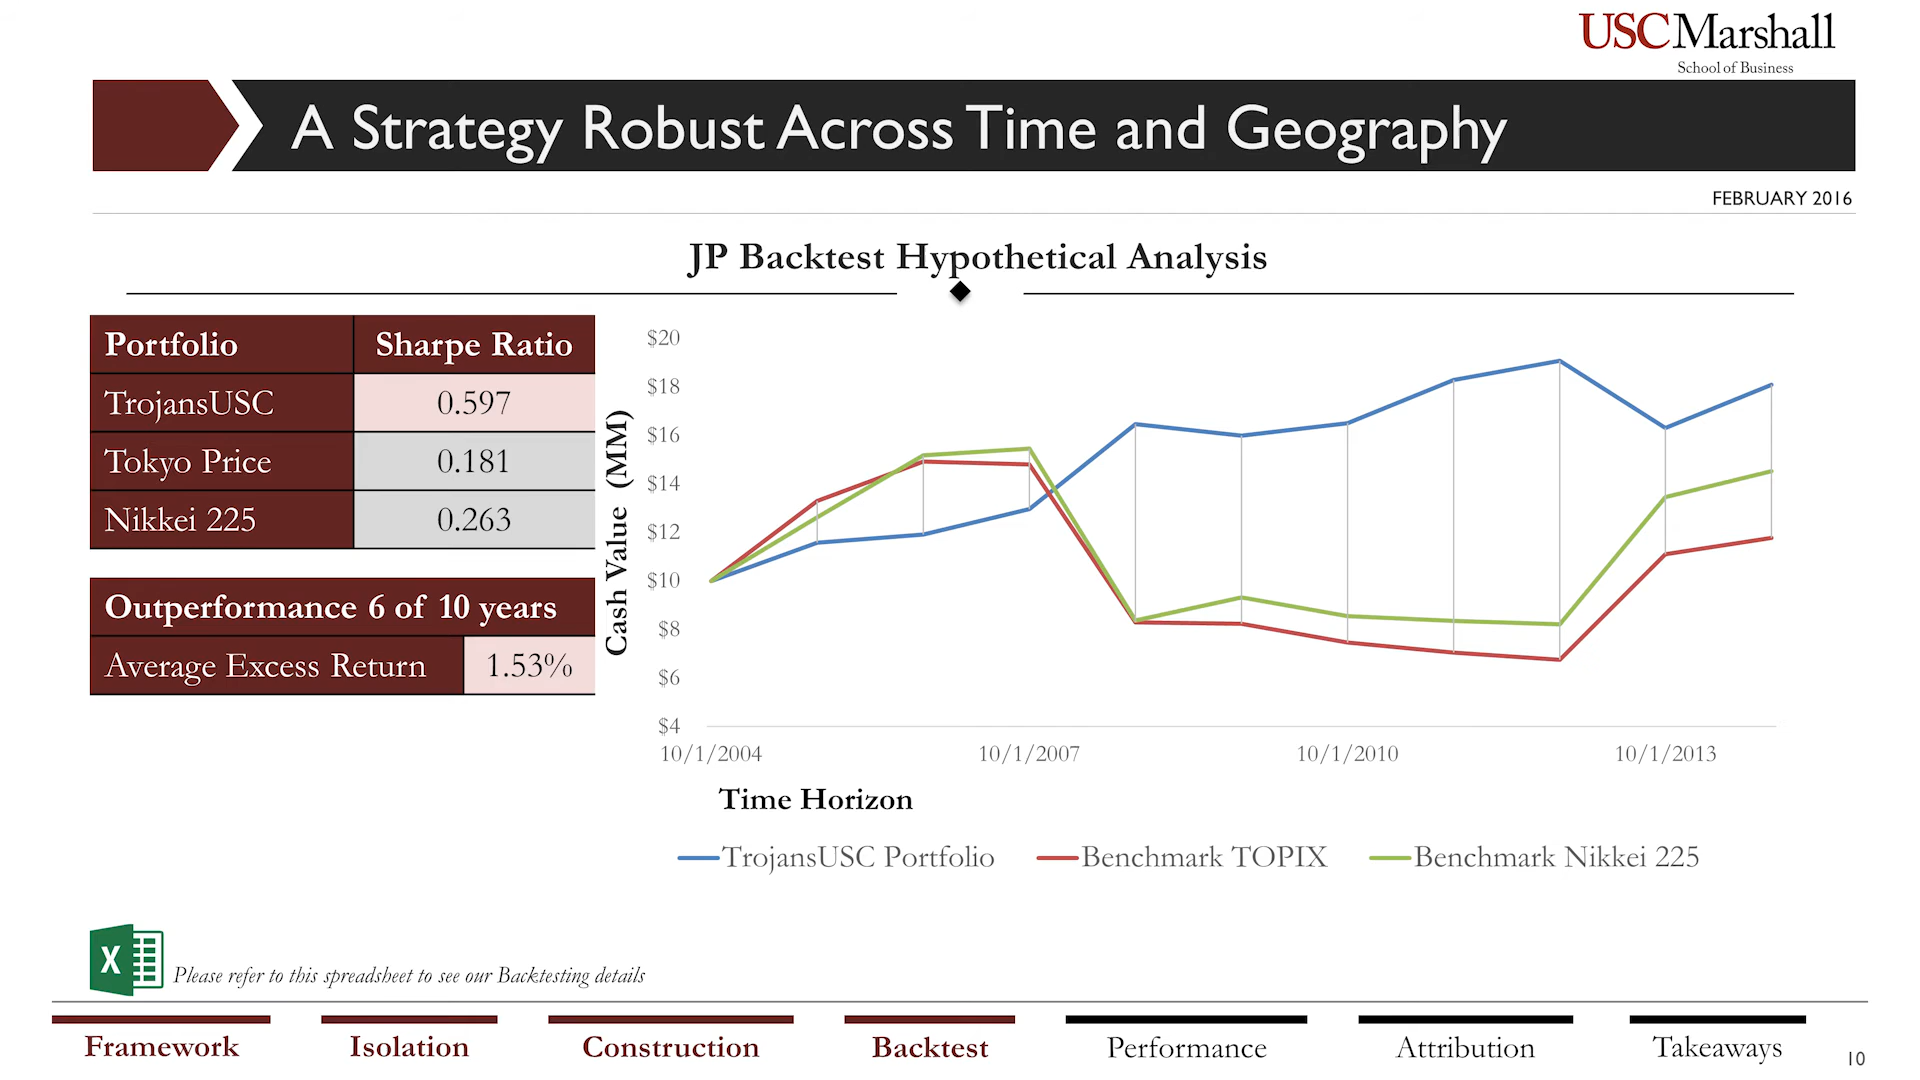 USC Marshall
School of Business
A Strategy Robust Across Time and Geography
FEBRUARY 2016
JP Backtest Hypothetical Analysis
Portfolio Sharpe Ratio
TrojansUSC 0.597
Tokyo Price 0.181
Nikkei 225 0.263
Outperformance 6 of 10 years
Average Excess Return 1.53%
Cash Value (MM)
$20
$18
$16
$14
$12
$10
$8
$6
$4
10/1/2004 10/1/2007 10/1/2010 10/1/2013
Time Horizon
TrojansUSC Portfolio Benchmark TOPIX Benchmark Nikkei 225
X
Please refer to this spreadsheet to see our Backtesting details
Framework Isolation Construction Backtest Performance Attribution Takeaways
10